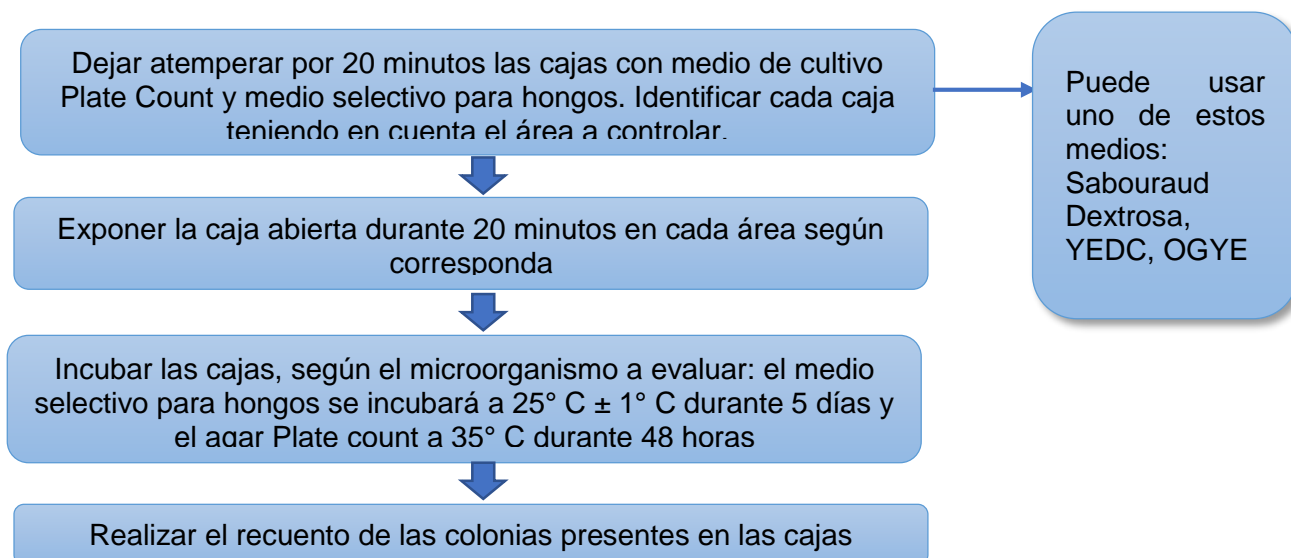 Dejar atemperar por 20 minutos las cajas con medio de cultivo
Plate Count y medio selectivo para hongos. Identificar cada caja
teniendo en cuenta el área a controlar.
Puede usar
uno de estos
medios:
Sabouraud
Dextrosa,
YEDC, OGYE
Exponer la caja abierta durante 20 minutos en cada área según
corresponda
Incubar las cajas, según el microorganismo a evaluar: el medio
selectivo para hongos se incubará a 25° C ± 1° C durante 5 días y
el agar Plate count a 35° C durante 48 horas
Realizar el recuento de las colonias presentes en las cajas